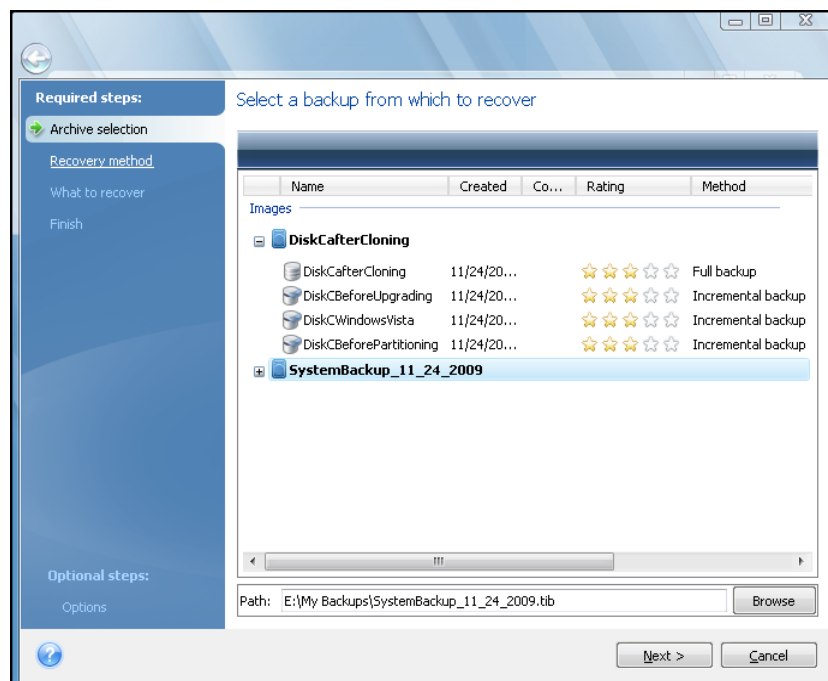 Required steps:
Archive selection
Recovery method
What to recover
Finish
Optional steps:
Options
Select a backup from which to recover
Name Created Co... Rating Method
Images
DiskCafterCloning
DiskCafterCloning 11/24/20... Full backup
DiskCBeforeUpgrading 11/24/20... Incremental backup
DiskCWindowsVista 11/24/20... Incremental backup
DiskCBeforePartitioning 11/24/20... Incremental backup
SystemBackup_11_24_2009
Path: E:\My Backups\SystemBackup_11_24_2009.tib Browse
Next > Cancel